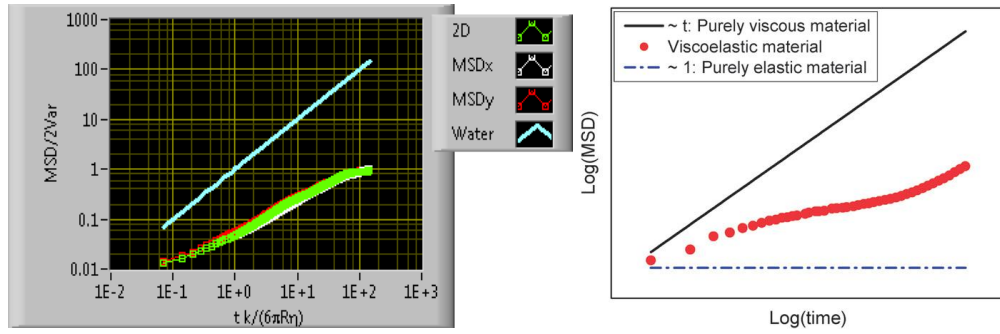 MSD/2Var
1000
100
10
1
0.1
0.01
1E-2 1E-1 1E+0 1E+1 1E+2 1E+3
t k/(6πRη)
2D
MSDx
MSDy
Water
~ t: Purely viscous material
Viscoelastic material
~ 1: Purely elastic material
Log(MSD)
Log(time)